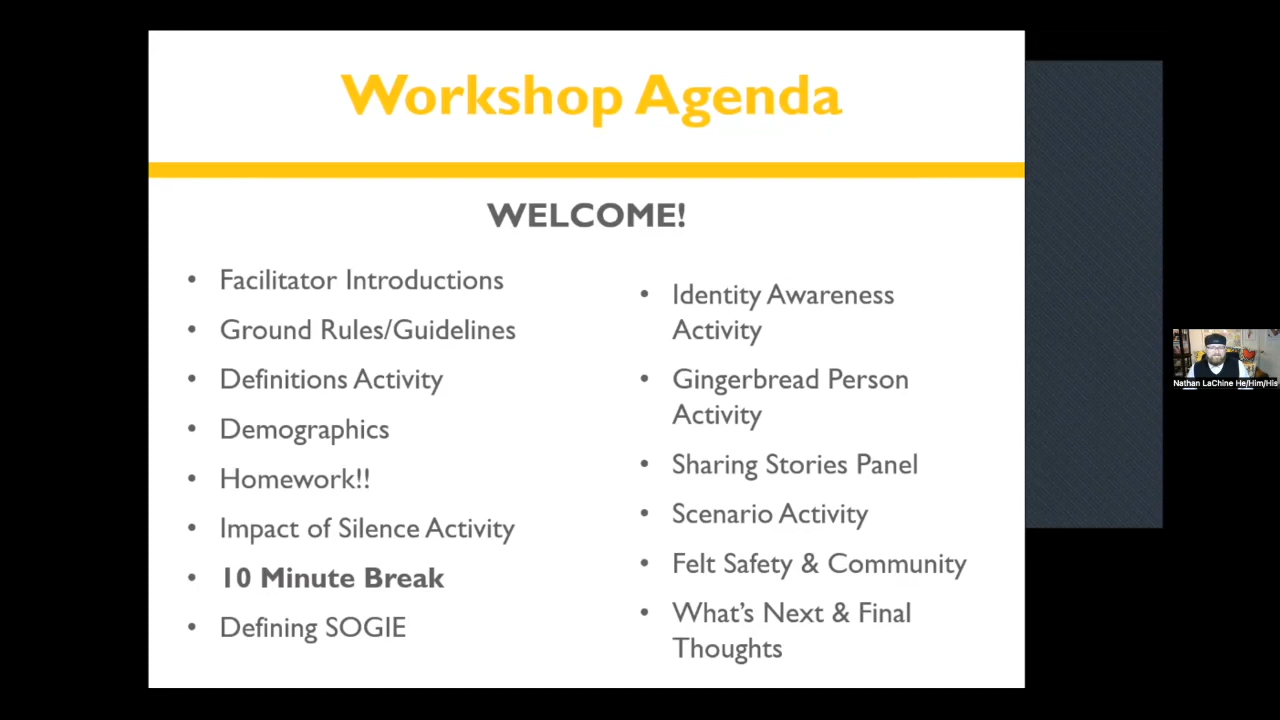 Workshop Agenda
WELCOME!
• Facilitator Introductions
• Ground Rules/Guidelines
• Definitions Activity
• Demographics
• Homework!!
• Impact of Silence Activity
• 10 Minute Break
• Defining SOGIE
• Identity Awareness
Activity
• Gingerbread Person
Activity
• Sharing Stories Panel
• Scenario Activity
• Felt Safety & Community
• What's Next & Final
Thoughts
Nathan LaChine He/Him/His